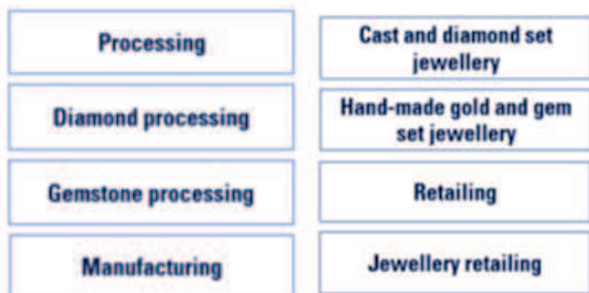 Processing
Diamond processing
Gemstone processing
Manufacturing
Cast and diamond set
jewellery
Hand-made gold and gem
set jewellery
Retailing
Jewellery retailing